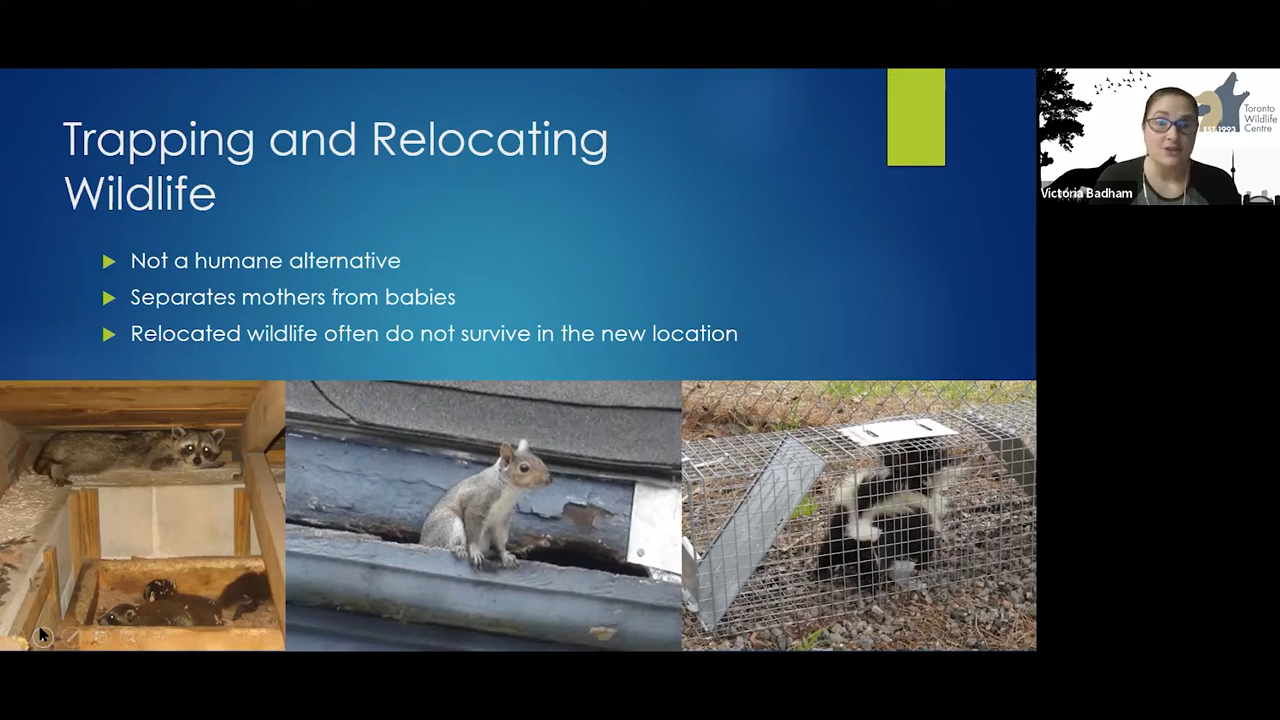 Trapping and Relocating
Wildlife
Not a humane alternative
Separates mothers from babies
Relocated wildlife often do not survive in the new location
Toronto
Wildlife
Centre
EST 1993
Victoria Badham